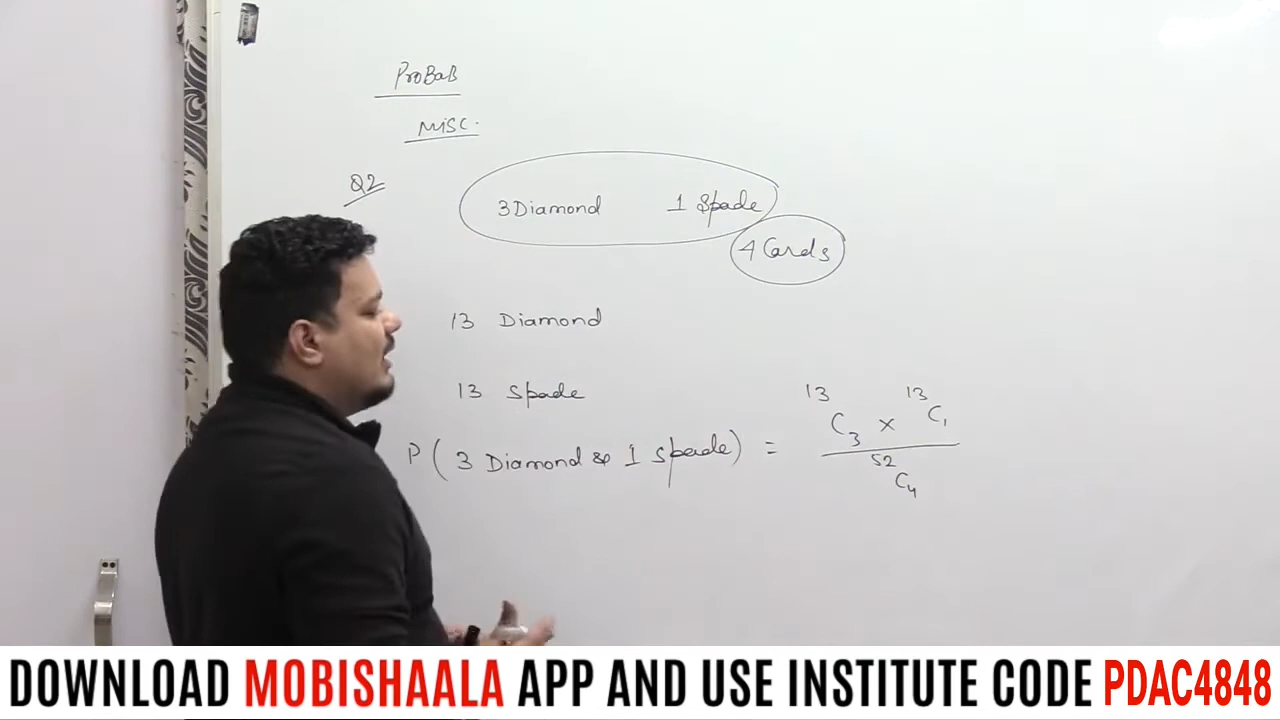 ProBaB
Misc.
Q2
3 Diamond 1 Spade
4 Cards
13 Diamond
13 Spade
P ( 3 Diamond & 1 Spade ) = 13C3 × 13C1 / 52C4
DOWNLOAD MOBISHAALA APP AND USE INSTITUTE CODE PDAC4848